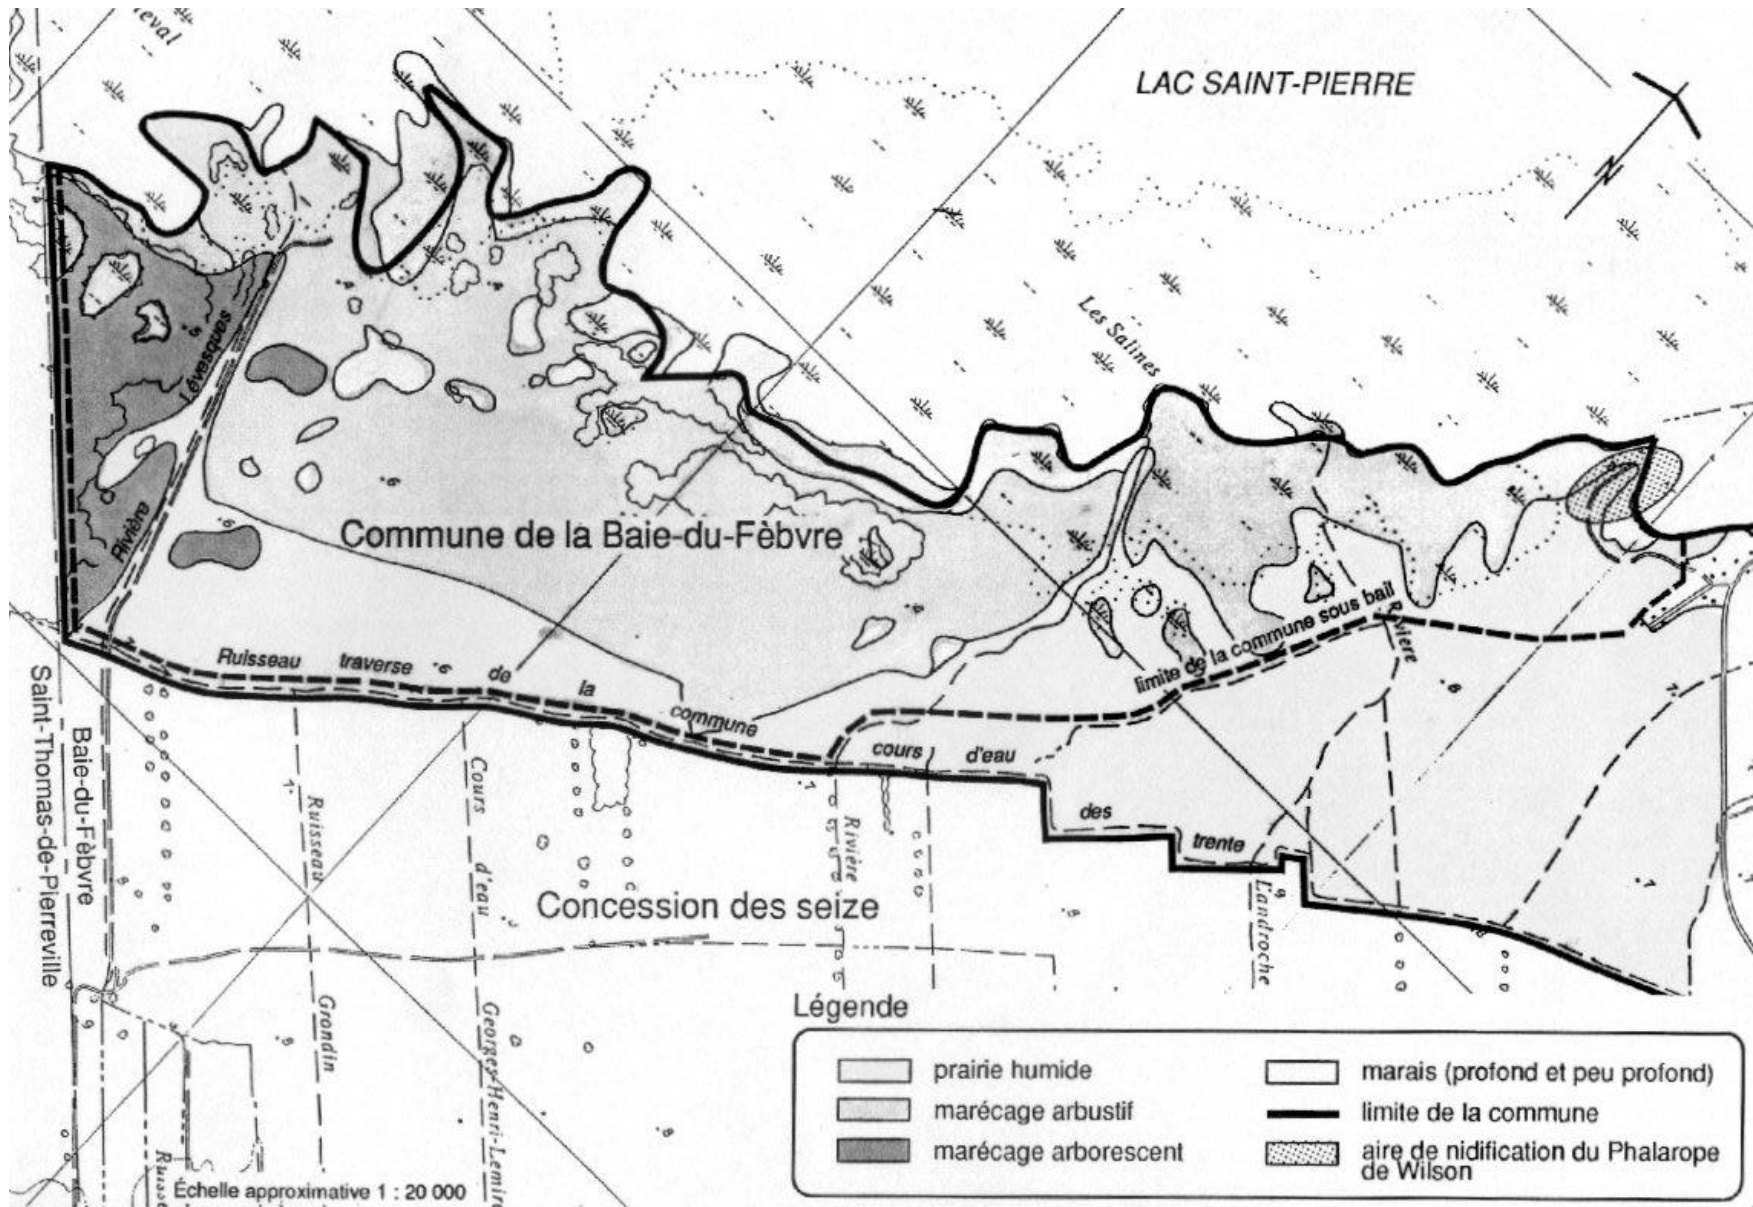 LAC SAINT-PIERRE
N
Les Salines
Rivière Lévesques
Commune de la Baie-du-Fèbvre
limite de la commune sous bail
Rivière
Ruisseau traverse de la commune
cours d'eau des trente
Saint-Thomas-de-Pierreville
Baie-du-Fèbvre
Ruisseau Grondin
Cours d'eau Georges-Henri-Lemire
Rivière
Landroche
Concession des seize
Légende
prairie humide
marécage arbustif
marécage arborescent
marais (profond et peu profond)
limite de la commune
aire de nidification du Phalarope
de Wilson
Échelle approximative 1 : 20 000